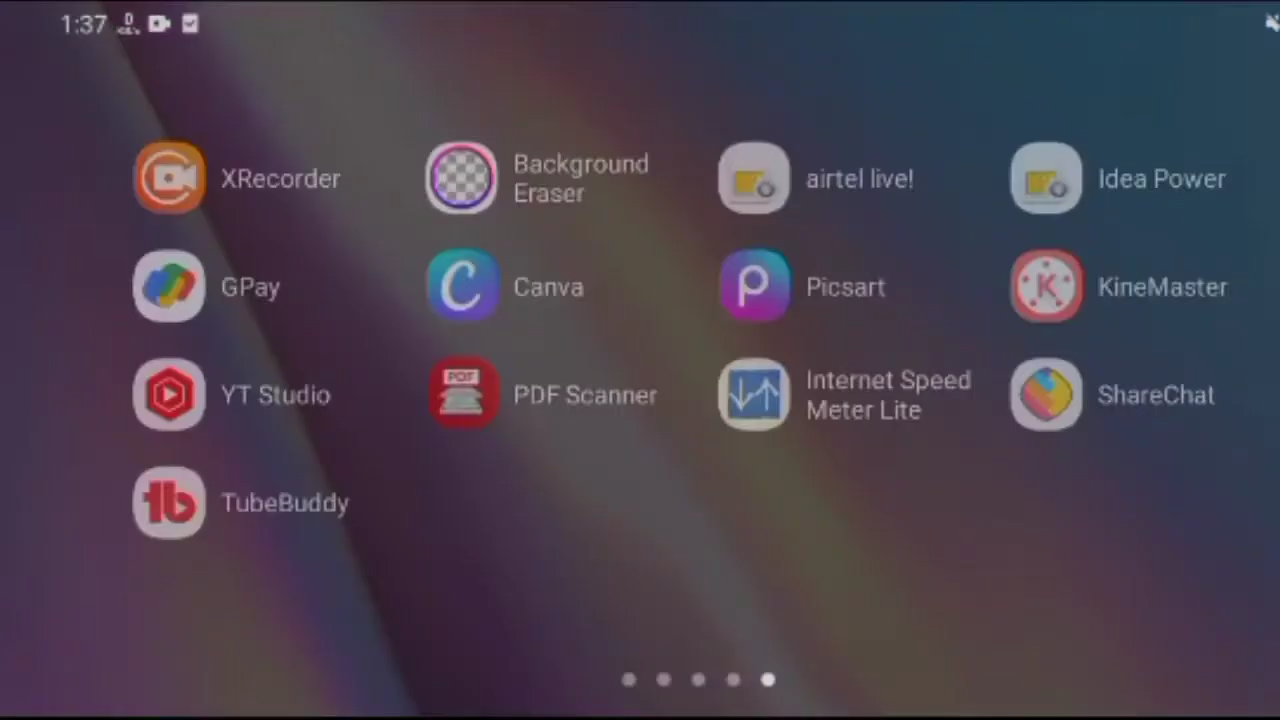 1:37
XRecorder
Background
Eraser
airtel live!
Idea Power
GPay
Canva
Picsart
KineMaster
YT Studio
PDF
PDF Scanner
Internet Speed
Meter Lite
ShareChat
TubeBuddy